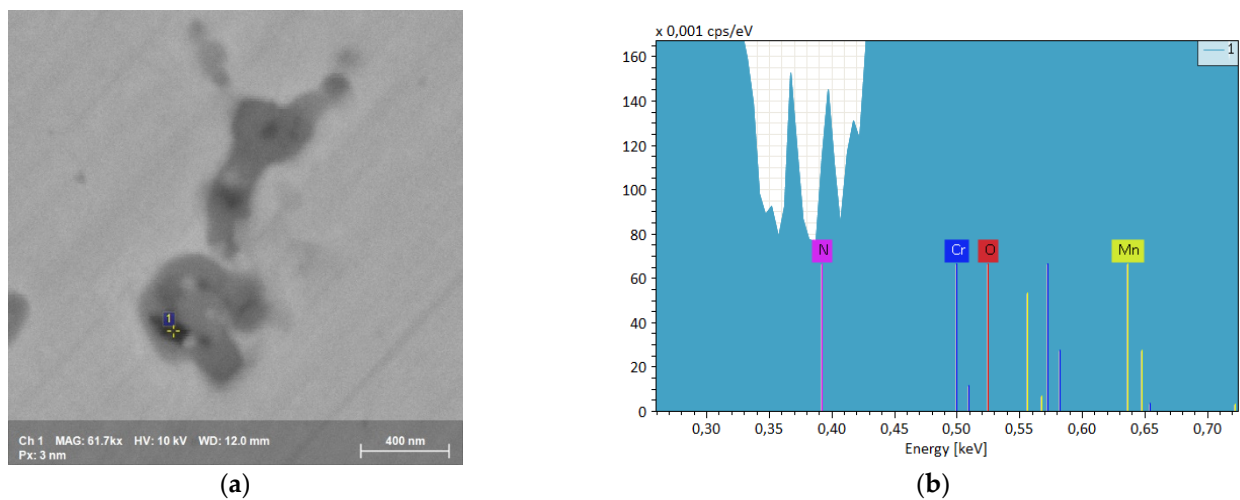 1
Ch 1 MAG: 61.7kx HV: 10 kV WD: 12.0 mm
Px: 3 nm
400 nm
(a)
x 0,001 cps/eV
1
160
140
120
100
80
60
40
20
0
N
Cr
O
Mn
0,30 0,35 0,40 0,45 0,50 0,55 0,60 0,65 0,70
Energy [keV]
(b)